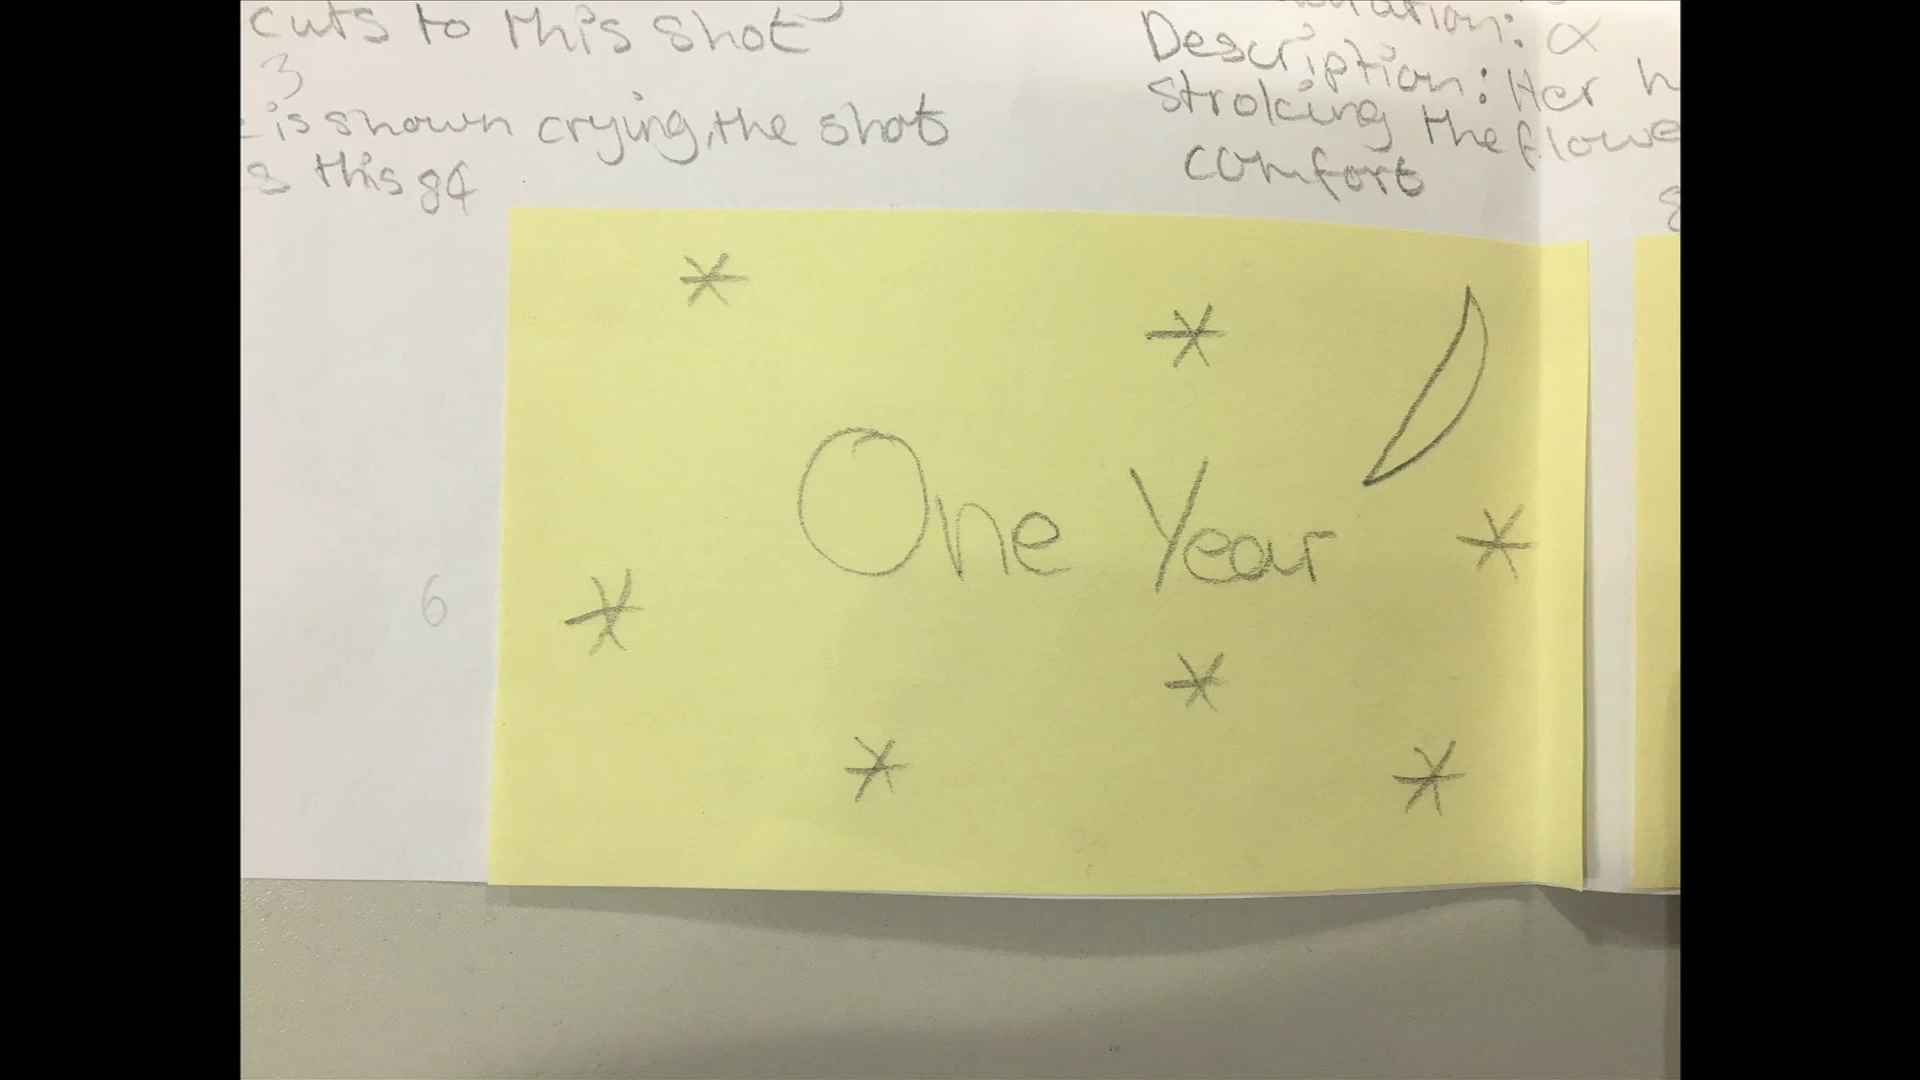 cuts to this shot
3
is shown crying, the shot
this 84
Description: Her
stroking the
comfort
One Year
6